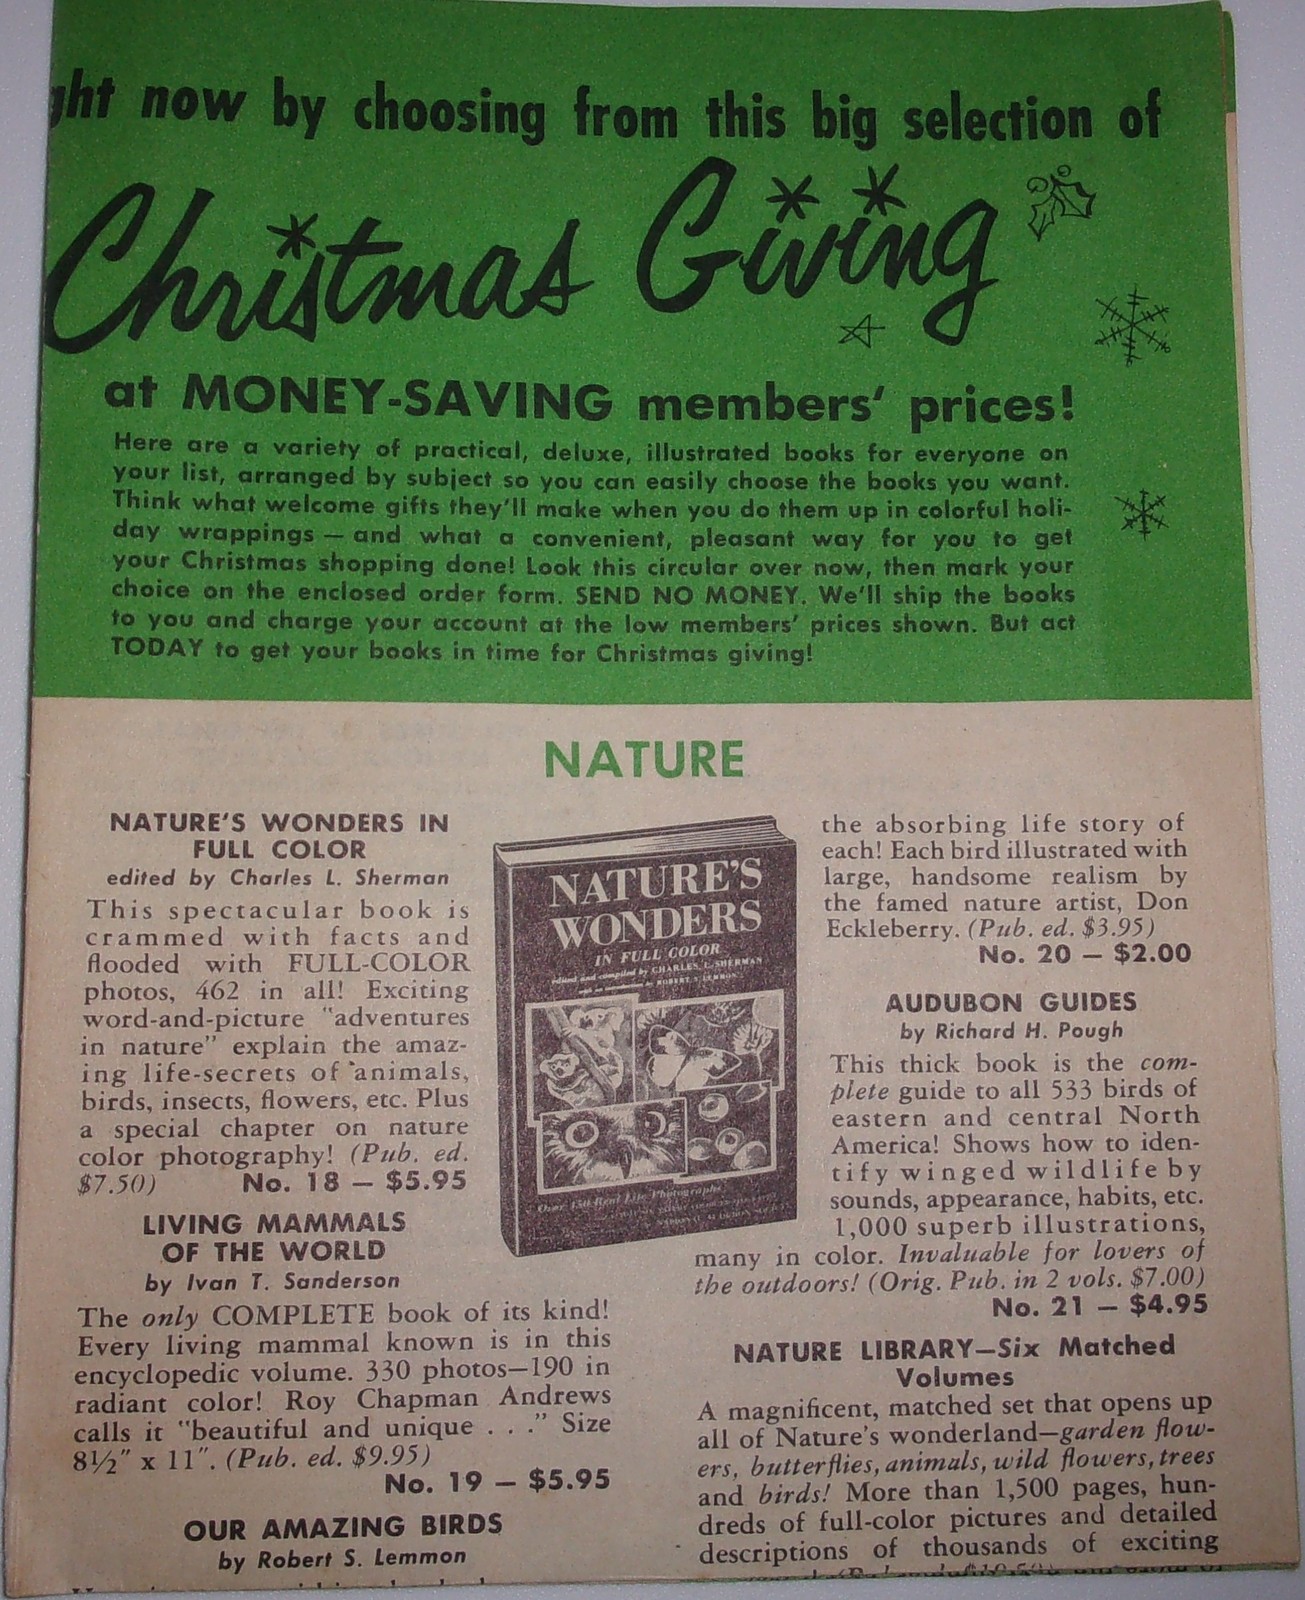 now by choosing from this big selection of
Christmas Giving
at MONEY-SAVING members' prices!
Here are a variety of practical, deluxe, illustrated books for everyone on
your list, arranged by subject so you can easily choose the books you want.
Think what welcome gifts they'll make when you do them up in colorful holi-
day wrappings — and what a convenient, pleasant way for you to get
your Christmas shopping done! Look this circular over now, then mark your
choice on the enclosed order form. SEND NO MONEY. We'll ship the books
to you and charge your account at the low members' prices shown. But act
TODAY to get your books in time for Christmas giving!
NATURE
NATURE'S WONDERS IN
FULL COLOR
edited by Charles L. Sherman
This spectacular book is
crammed with facts and
flooded with FULL-COLOR
photos, 462 in all! Exciting
word-and-picture "adventures
in nature" explain the amaz-
ing life-secrets of animals,
birds, insects, flowers, etc. Plus
a special chapter on nature
color photography! (Pub. ed.
$7.50) No. 18 — $5.95
LIVING MAMMALS
OF THE WORLD
by Ivan T. Sanderson
The only COMPLETE book of its kind!
Every living mammal known is in this
encyclopedic volume. 330 photos—190 in
radiant color! Roy Chapman Andrews
calls it "beautiful and unique . . ." Size
8½" x 11". (Pub. ed. $9.95)
No. 19 — $5.95
OUR AMAZING BIRDS
by Robert S. Lemmon
NATURE'S
WONDERS
IN FULL COLOR
edited and compiled by CHARLES L. SHERMAN
the absorbing life story of
each! Each bird illustrated with
large, handsome realism by
the famed nature artist, Don
Eckleberry. (Pub. ed. $3.95)
No. 20 — $2.00
AUDUBON GUIDES
by Richard H. Pough
This thick book is the com-
plete guide to all 533 birds of
eastern and central North
America! Shows how to iden-
tify winged wildlife by
sounds, appearance, habits, etc.
1,000 superb illustrations,
many in color. Invaluable for lovers of
the outdoors! (Orig. Pub. in 2 vols. $7.00)
No. 21 — $4.95
NATURE LIBRARY—Six Matched
Volumes
A magnificent, matched set that opens up
all of Nature's wonderland—garden flow-
ers, butterflies, animals, wild flowers, trees
and birds! More than 1,500 pages, hun-
dreds of full-color pictures and detailed
descriptions of thousands of exciting